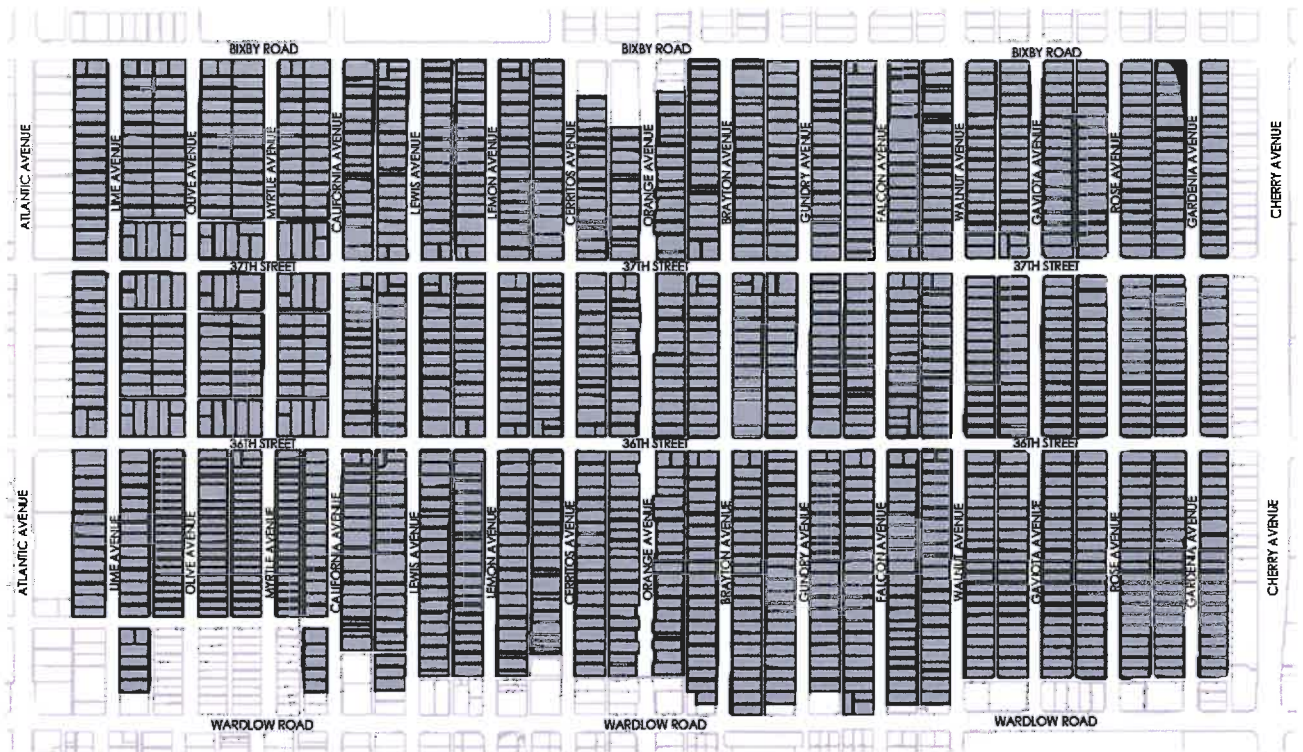 BIXBY ROAD
BIXBY ROAD
BIXBY ROAD
ATLANTIC AVENUE
LIME AVENUE
OLIVE AVENUE
MYRTLE AVENUE
CALIFORNIA AVENUE
LEWIS AVENUE
LEMON AVENUE
CERRITOS AVENUE
ORANGE AVENUE
BRAYTON AVENUE
GUNDRY AVENUE
FALCON AVENUE
WALNUT AVENUE
GAVIOTA AVENUE
ROSE AVENUE
GARDENIA AVENUE
CHERRY AVENUE
37TH STREET
37TH STREET
37TH STREET
36TH STREET
36TH STREET
36TH STREET
ATLANTIC AVENUE
LIME AVENUE
OLIVE AVENUE
MYRTLE AVENUE
CALIFORNIA AVENUE
LEWIS AVENUE
LEMON AVENUE
CERRITOS AVENUE
ORANGE AVENUE
BRAYTON AVENUE
GUNDRY AVENUE
FALCON AVENUE
WALNUT AVENUE
GAVIOTA AVENUE
ROSE AVENUE
GARDENIA AVENUE
CHERRY AVENUE
WARDLOW ROAD
WARDLOW ROAD
WARDLOW ROAD